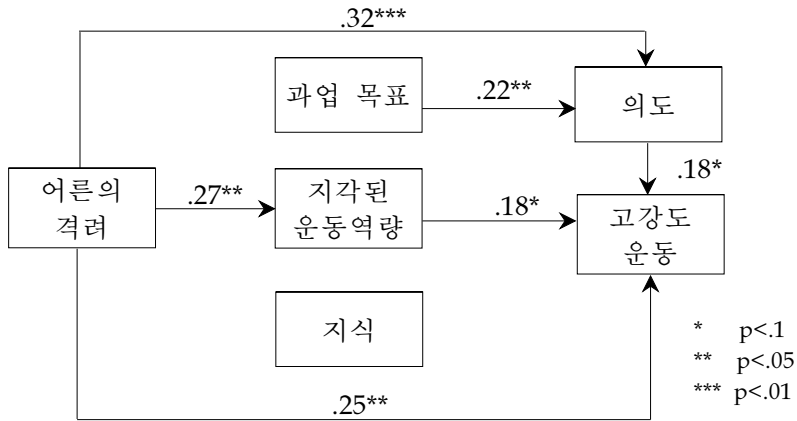 .32***
과업 목표
.22**
의도
.18*
어른의
격려
.27**
지각된
운동역량
.18*
고강도
운동
지식
* p<.1
** p<.05
*** p<.01
.25**